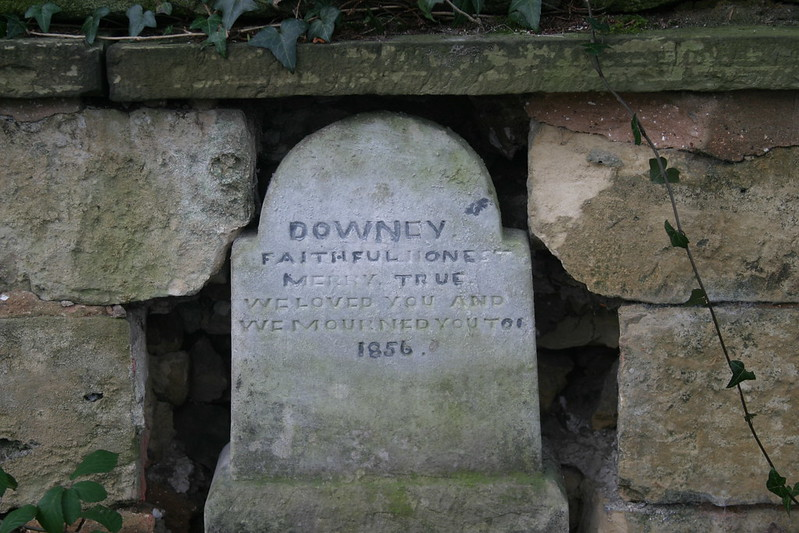 DOWNEY.
FAITHFUL HONEST
MERRY. TRUE.
WE LOVED YOU AND
WE MOURNED YOU TOO
1856.